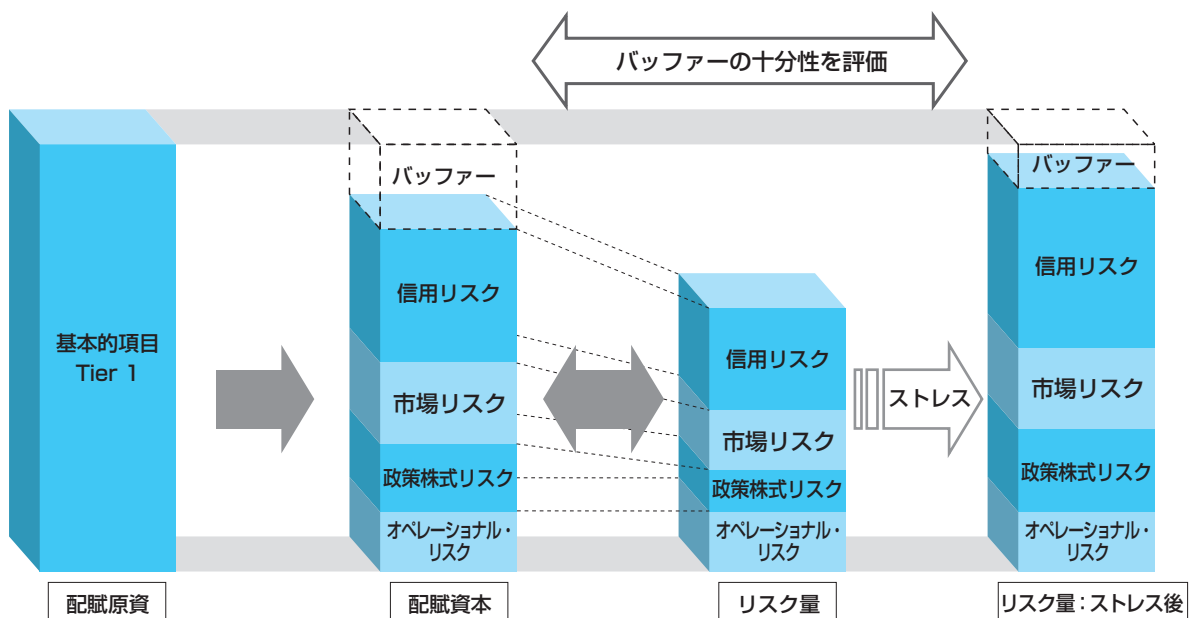 バッファーの十分性を評価
基本的項目
Tier 1
配賦原資
バッファー
信用リスク
市場リスク
政策株式リスク
オペレーショナル・
リスク
配賦資本
信用リスク
市場リスク
政策株式リスク
オペレーショナル・
リスク
リスク量
ストレス
バッファー
信用リスク
市場リスク
政策株式リスク
オペレーショナル・
リスク
リスク量：ストレス後